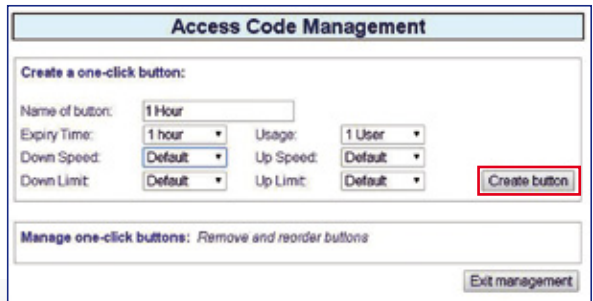 Access Code Management
Create a one-click button:
Name of button: 1 Hour
Expiry Time: 1 hour Usage: 1 User
Down Speed: Default Up Speed: Default
Down Limit: Default Up Limit: Default Create button
Manage one-click buttons: Remove and reorder buttons
Exit management